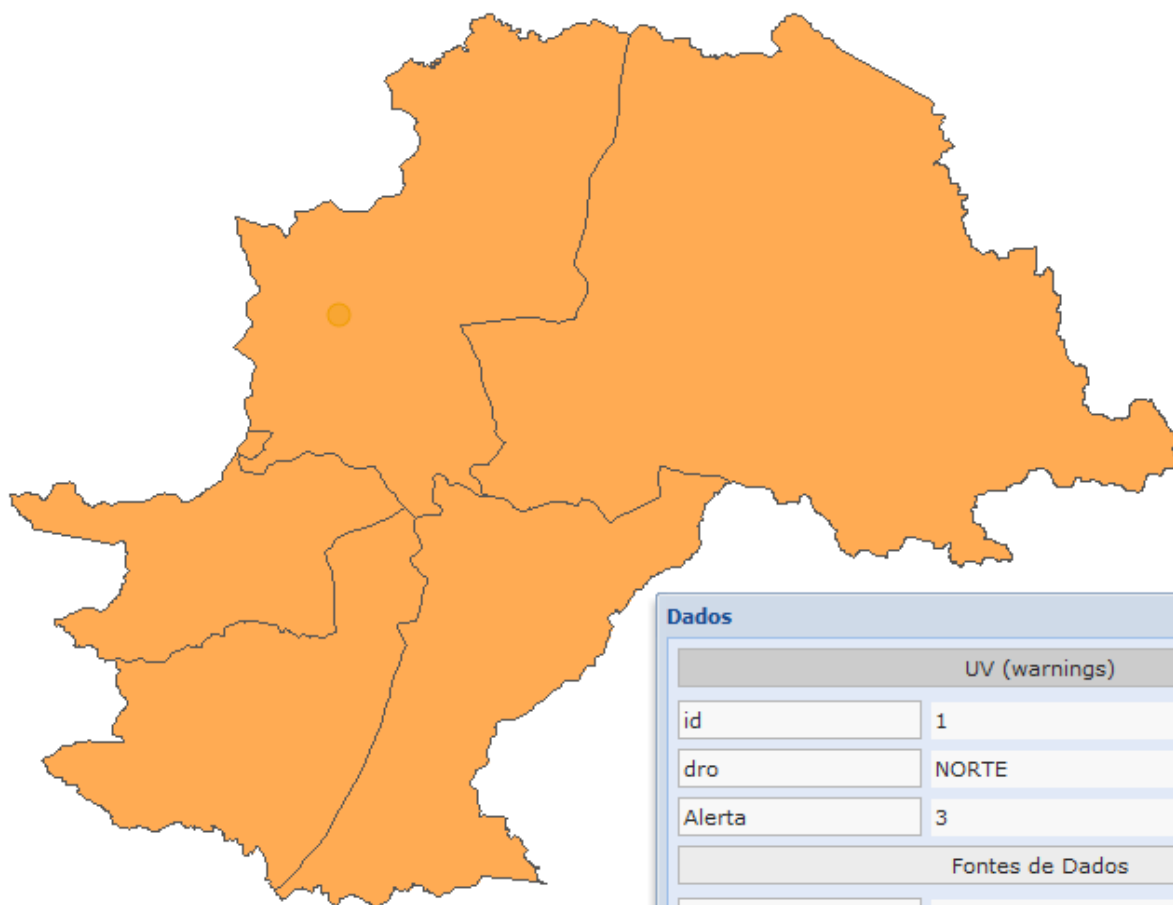 Dados
UV (warnings)
id 1
dro NORTE
Alerta 3
Fontes de Dados